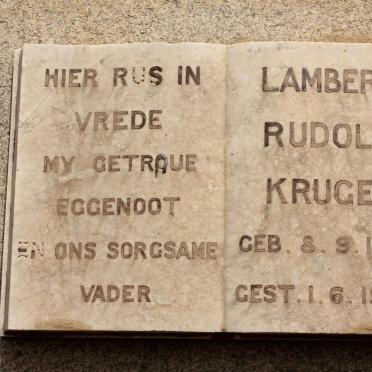 HIER RUS IN
VREDE
MY GETROUE
EGGENOOT
EN ONS SORGSAME
VADER
LAMBER
RUDOL
KRUGE
GEB. 8. 9. 1
GEST. 1. 6. 1